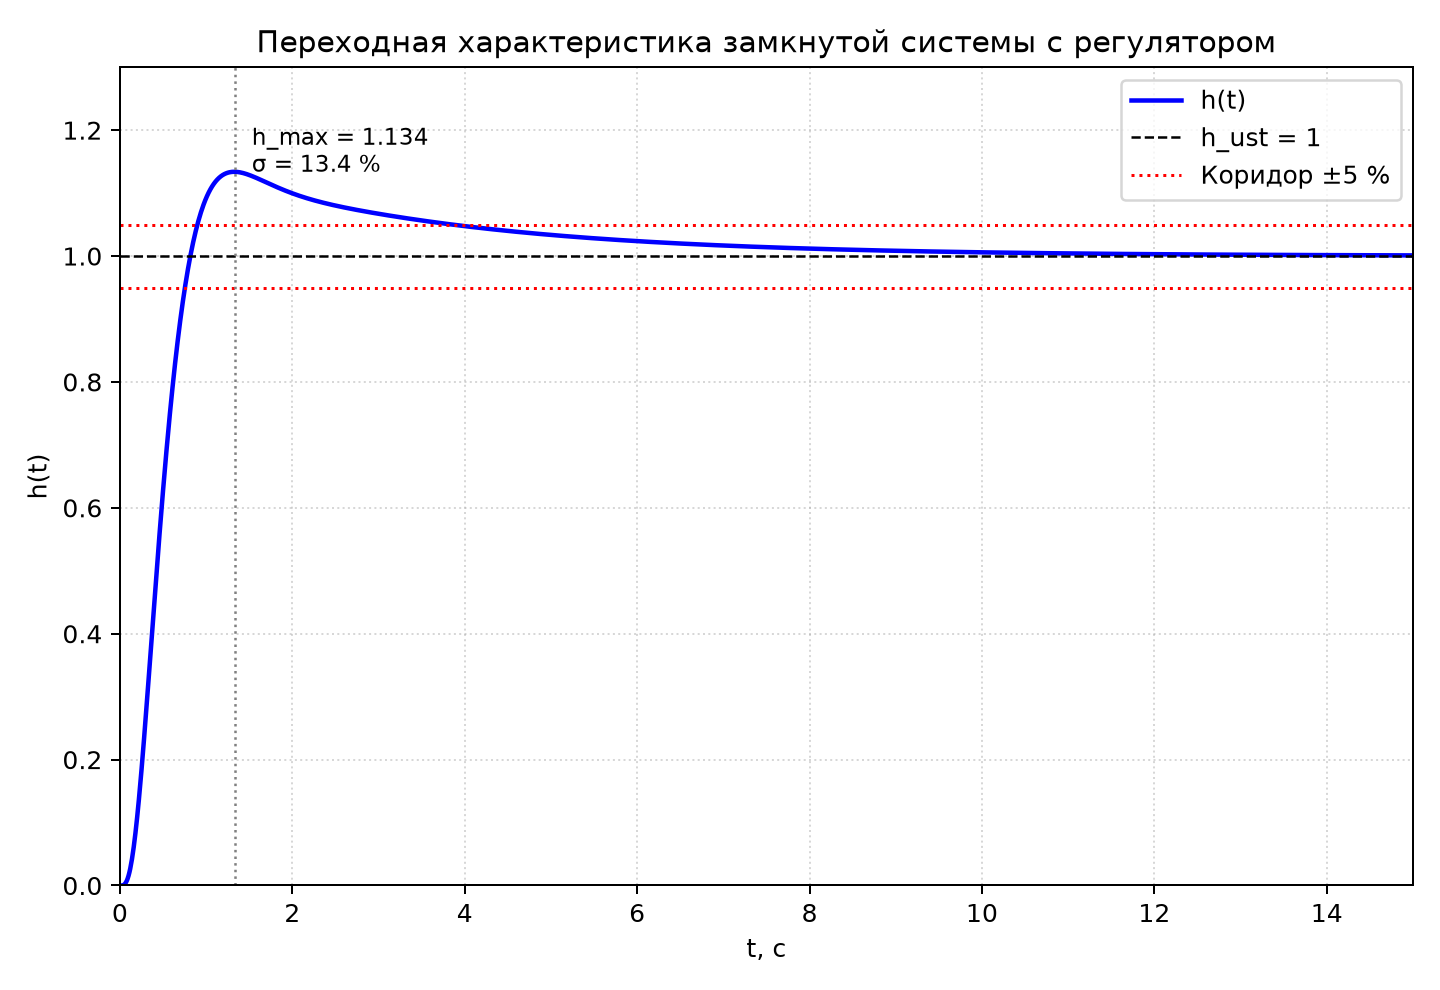 Переходная характеристика замкнутой системы с регулятором
h(t)
h_ust = 1
Коридор ±5 %
h_max = 1.134
σ = 13.4 %
1.2
1.0
0.8
0.6
0.4
0.2
0.0
h(t)
0 2 4 6 8 10 12 14
t, с